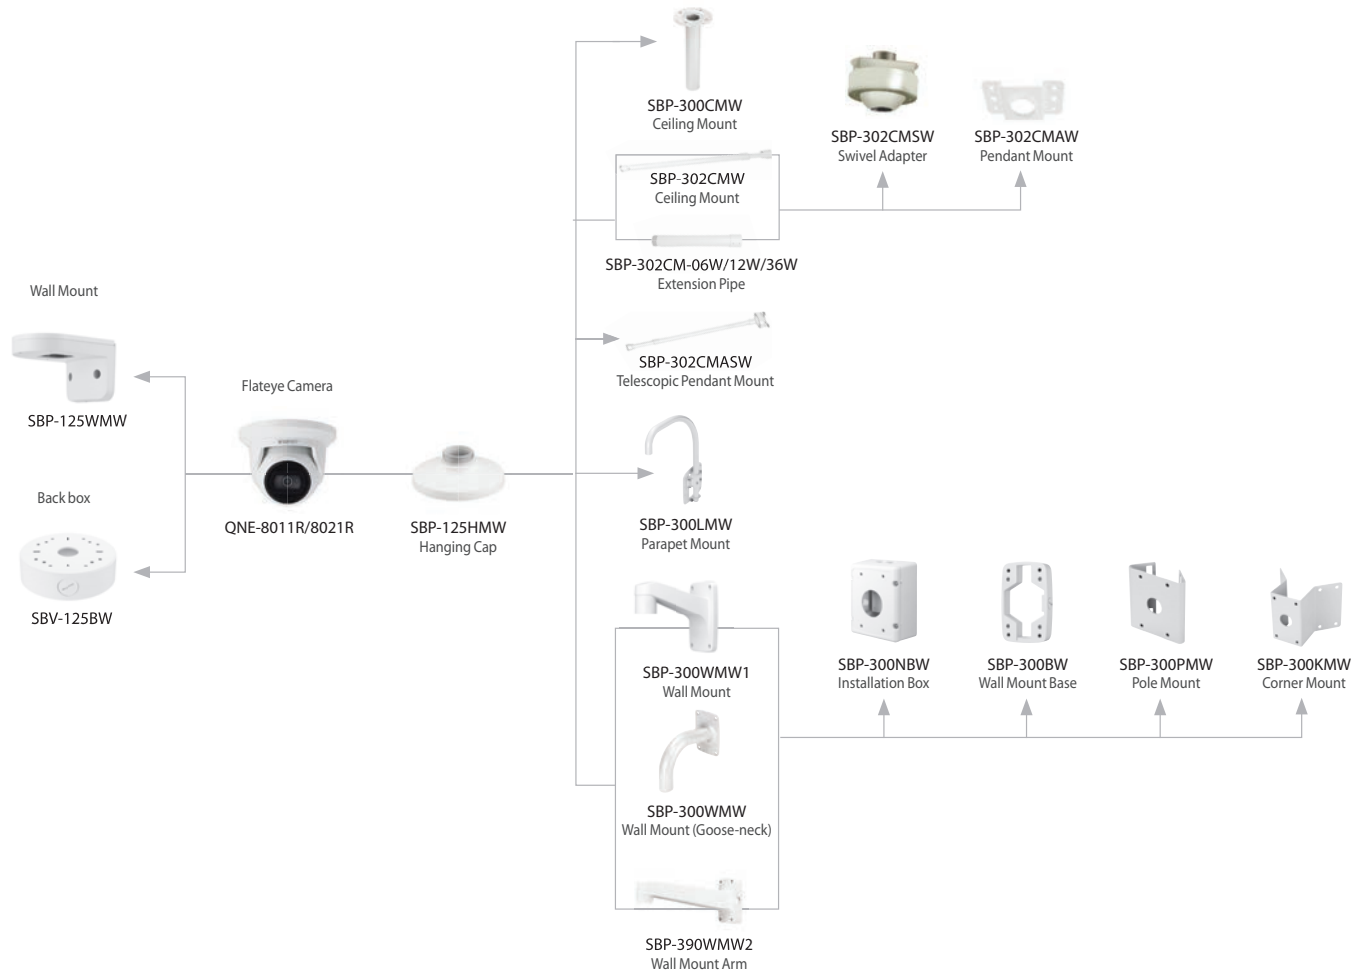 SBP-300CMW
Ceiling Mount
SBP-302CMSW
Swivel Adapter
SBP-302CMAW
Pendant Mount
SBP-302CMW
Ceiling Mount
SBP-302CM-06W/12W/36W
Extension Pipe
Wall Mount
SBP-125WMW
SBP-302CMASW
Telescopic Pendant Mount
Flateye Camera
QNE-8011R/8021R
SBP-125HMW
Hanging Cap
Back box
SBV-125BW
SBP-300LMW
Parapet Mount
SBP-300WMW1
Wall Mount
SBP-300NBW
Installation Box
SBP-300BW
Wall Mount Base
SBP-300PMW
Pole Mount
SBP-300KMW
Corner Mount
SBP-300WMW
Wall Mount (Goose-neck)
SBP-390WMW2
Wall Mount Arm